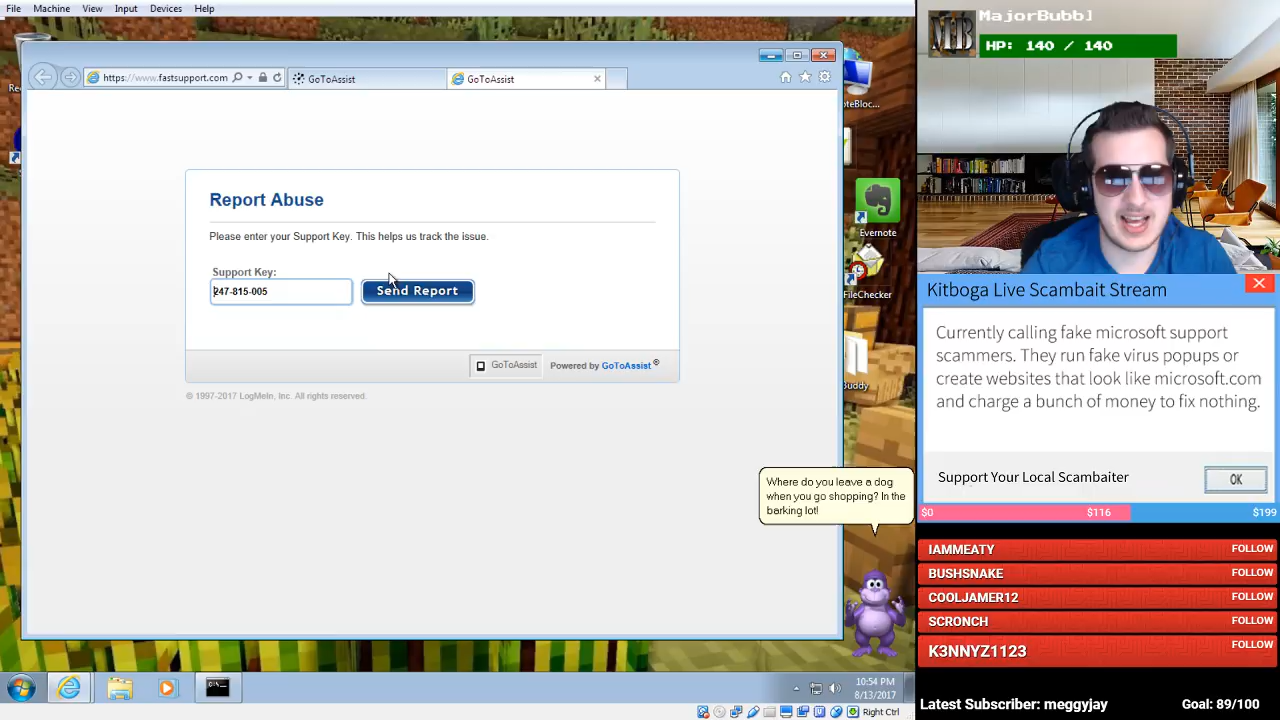 File Machine View Input Devices Help
MajorBubb]
HP: 140 / 140
https://www.fastsupport.com
GoToAssist
GoToAssist
Report Abuse
Please enter your Support Key. This helps us track the issue.
Support Key:
247-815-005
Send Report
GoToAssist
Powered by GoToAssist ®
© 1997-2017 LogMeIn, Inc. All rights reserved.
Evernote
FileChecker
Buddy
Where do you leave a dog
when you go shopping? In the
barking lot!
10:54 PM
8/13/2017
Right Ctrl
MB
Kitboga Live Scambait Stream
Currently calling fake microsoft support
scammers. They run fake virus popups or
create websites that look like microsoft.com
and charge a bunch of money to fix nothing.
Support Your Local Scambaiter
OK
$0 $116 $199
IAMMEATY FOLLOW
BUSHSNAKE FOLLOW
COOLJAMER12 FOLLOW
SCRONCH FOLLOW
K3NNYZ1123 FOLLOW
Latest Subscriber: meggyjay
Goal: 89/100